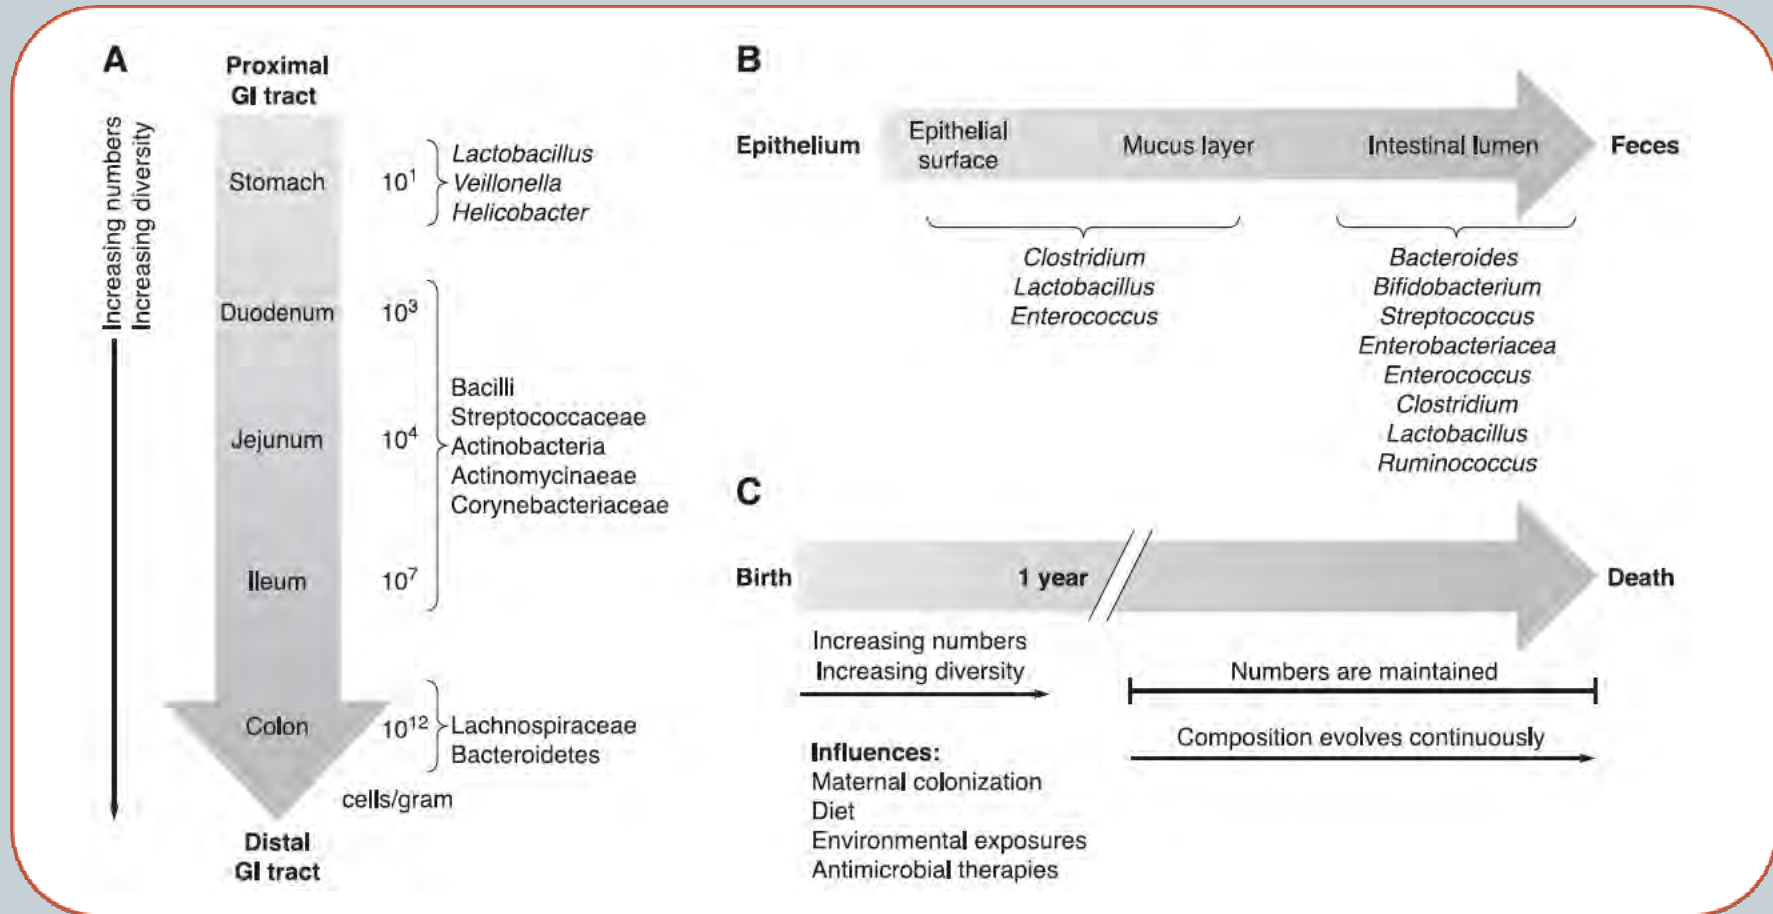 A
Proximal
GI tract
Increasing numbers
Increasing diversity
Stomach
10¹
Lactobacillus
Veillonella
Helicobacter
Duodenum
10³
Jejunum
10⁴
Bacilli
Streptococcaceae
Actinobacteria
Actinomycinaeae
Corynebacteriaceae
Ileum
10⁷
Colon
10¹²
Lachnospiraceae
Bacteroidetes
cells/gram
Distal
GI tract
B
Epithelium
Epithelial
surface
Mucus layer
Intestinal lumen
Feces
Clostridium
Lactobacillus
Enterococcus
Bacteroides
Bifidobacterium
Streptococcus
Enterobacteriacea
Enterococcus
Clostridium
Lactobacillus
Ruminococcus
C
Birth
1 year
Death
Increasing numbers
Increasing diversity
Numbers are maintained
Composition evolves continuously
Influences:
Maternal colonization
Diet
Environmental exposures
Antimicrobial therapies